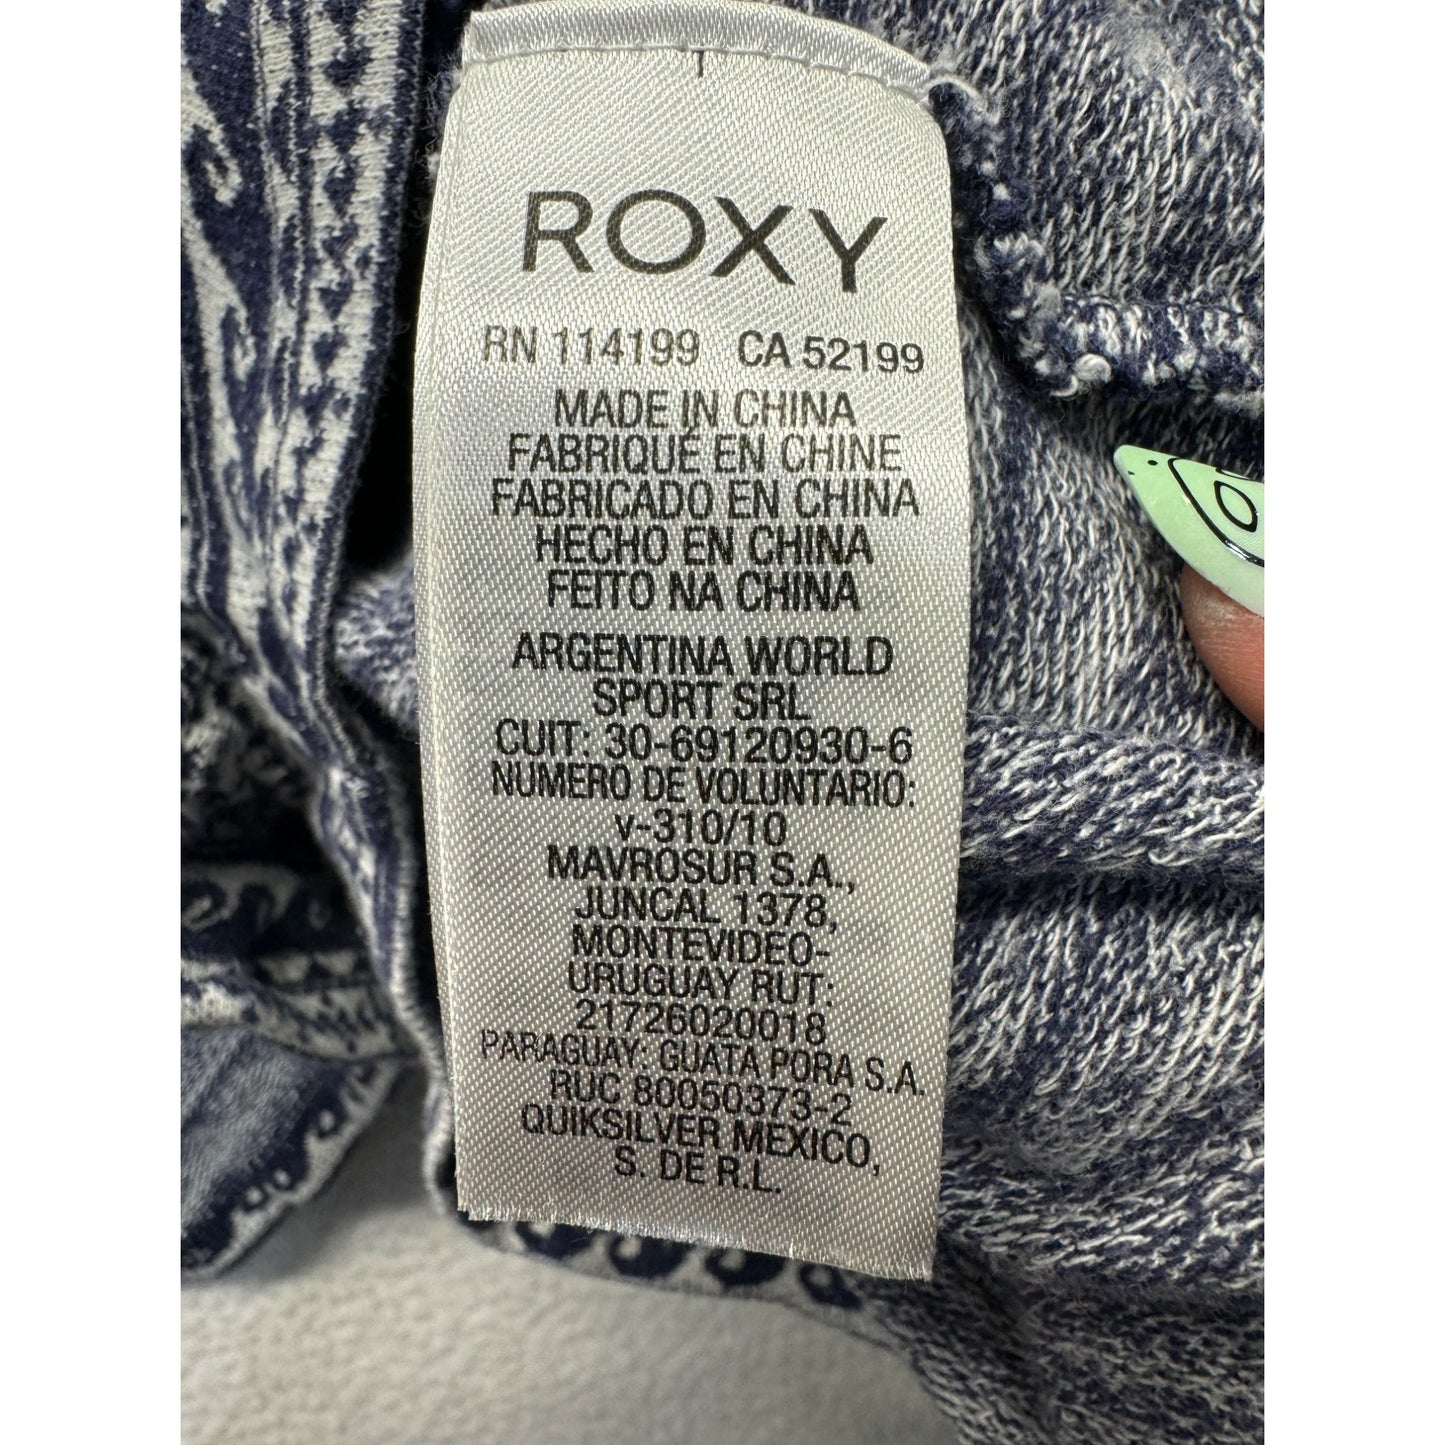 ROXY
RN 114199 CA 52199
MADE IN CHINA
FABRIQUÉ EN CHINE
FABRICADO EN CHINA
HECHO EN CHINA
FEITO NA CHINA
ARGENTINA WORLD
SPORT SRL
CUIT: 30-69120930-6
NUMERO DE VOLUNTARIO:
v-310/10
MAVROSUR S.A.,
JUNCAL 1378,
MONTEVIDEO-
URUGUAY RUT:
21726020018
PARAGUAY: GUATA PORA S.A.
RUC 80050373-2
QUIKSILVER MEXICO,
S. DE R.L.